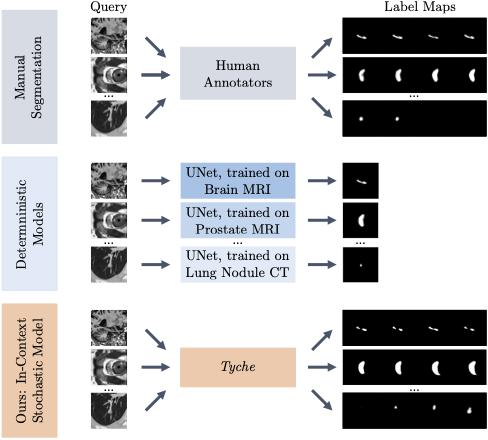 Query
Label Maps
Manual
Segmentation
Human
Annotators
...
...
Determninistic
Models
UNet, trained on
Brain MRI
UNet, trained on
Prostate MRI
...
...
...
UNet, trained on
Lung Nodule CT
Ours: In-Context
Stochastic Model
Tyche
...
...